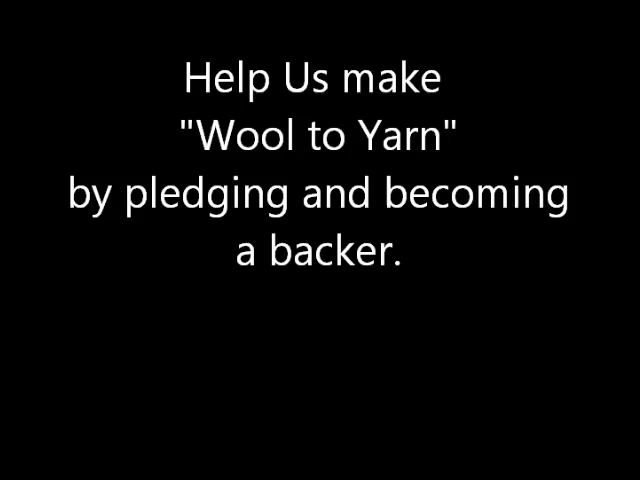 Help Us make
"Wool to Yarn"
by pledging and becoming
a backer.